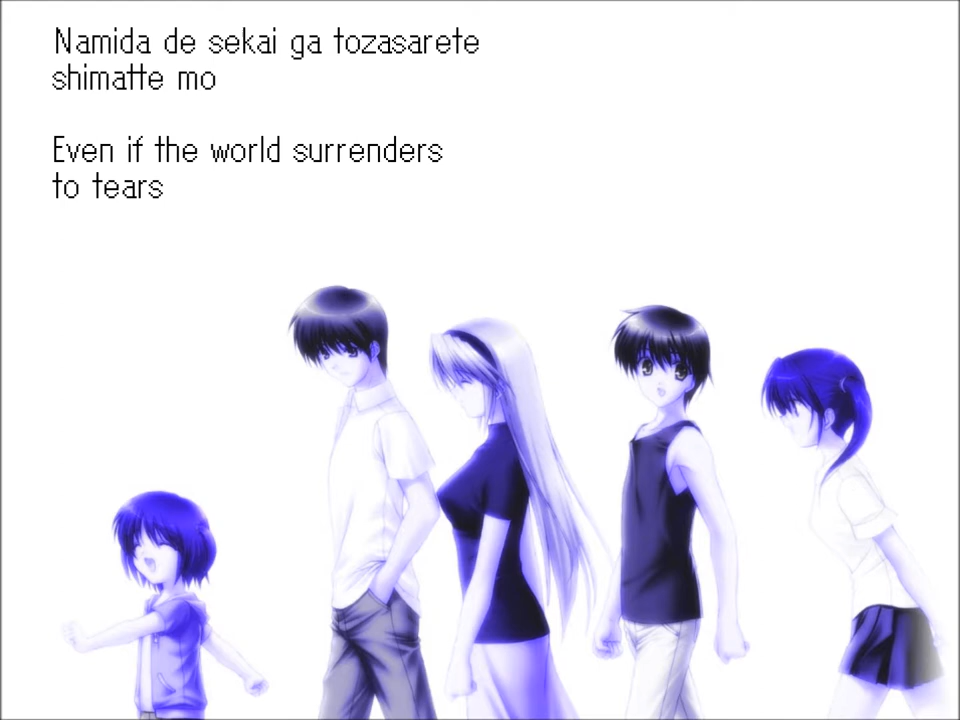 Namida de sekai ga tozasarete
shimatte mo
Even if the world surrenders
to tears